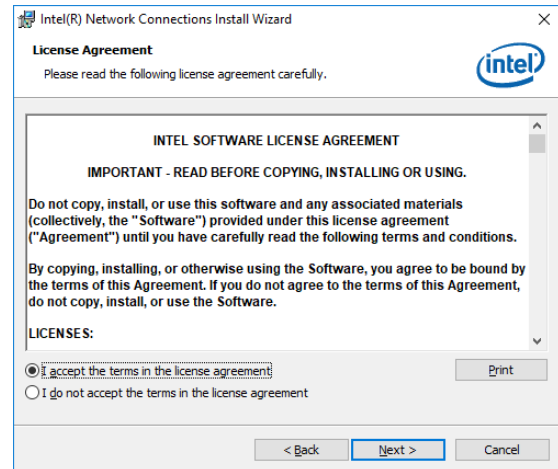 Intel(R) Network Connections Install Wizard
License Agreement
Please read the following license agreement carefully.
intel
INTEL SOFTWARE LICENSE AGREEMENT
IMPORTANT - READ BEFORE COPYING, INSTALLING OR USING.
Do not copy, install, or use this software and any associated materials
(collectively, the "Software") provided under this license agreement
("Agreement") until you have carefully read the following terms and conditions.
By copying, installing, or otherwise using the Software, you agree to be bound by
the terms of this Agreement. If you do not agree to the terms of this Agreement,
do not copy, install, or use the Software.
LICENSES:
I accept the terms in the license agreement
Print
I do not accept the terms in the license agreement
< Back
Next >
Cancel